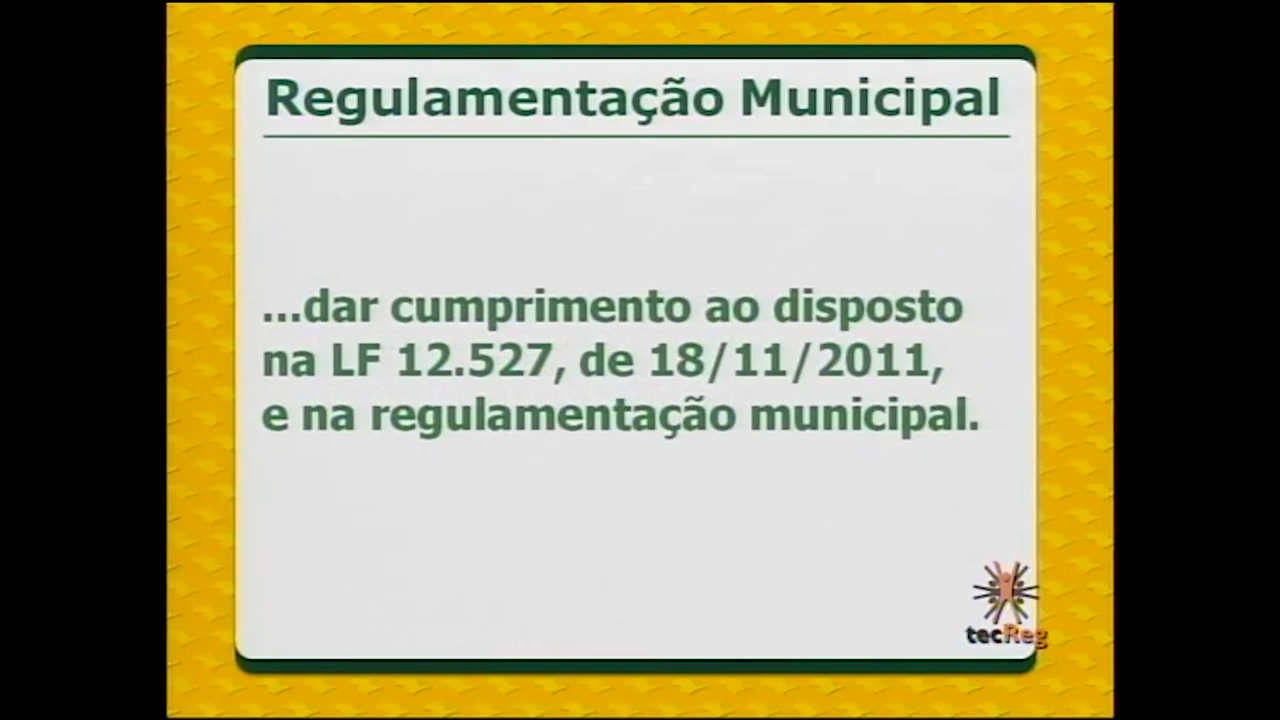 Regulamentação Municipal
...dar cumprimento ao disposto
na LF 12.527, de 18/11/2011,
e na regulamentação municipal.
tecReg